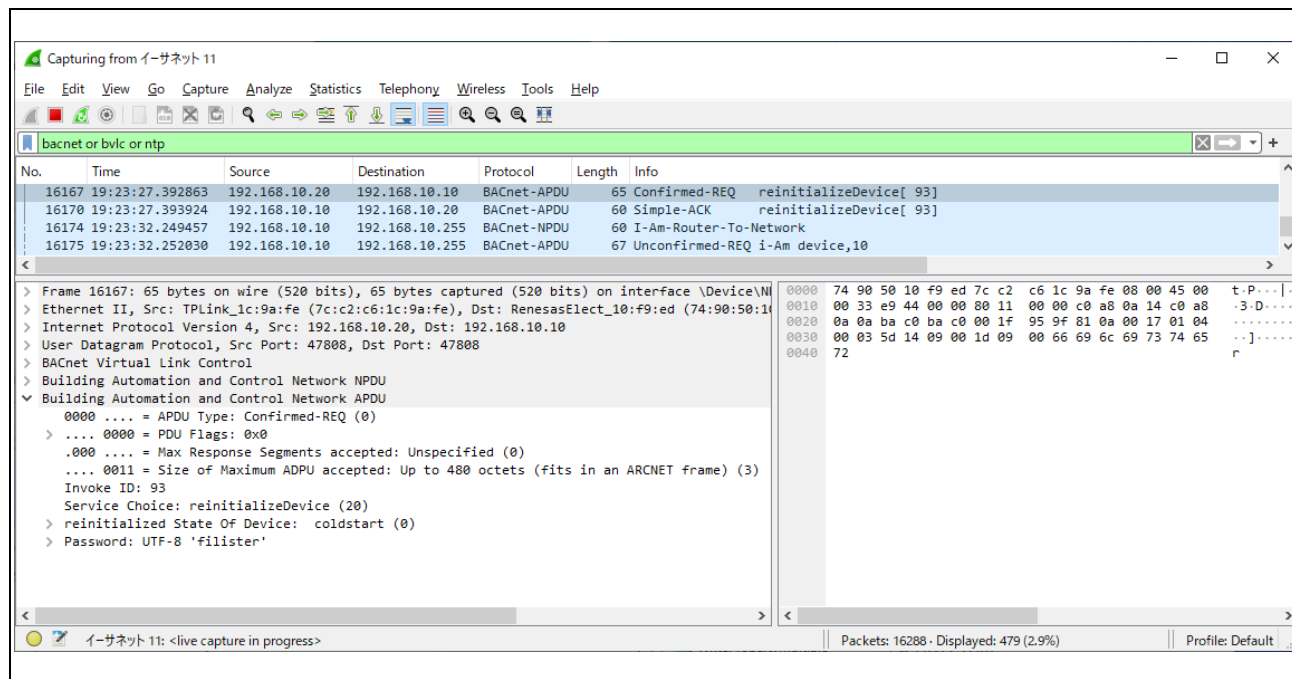 Capturing from イーサネット 11
File Edit View Go Capture Analyze Statistics Telephony Wireless Tools Help
bacnet or bvlc or ntp
No. Time Source Destination Protocol Length Info
16167 19:23:27.392863 192.168.10.20 192.168.10.10 BACnet-APDU 65 Confirmed-REQ reinitializeDevice[ 93]
16170 19:23:27.393924 192.168.10.10 192.168.10.20 BACnet-APDU 60 Simple-ACK reinitializeDevice[ 93]
16174 19:23:32.249457 192.168.10.10 192.168.10.255 BACnet-NPDU 60 I-Am-Router-To-Network
16175 19:23:32.252030 192.168.10.10 192.168.10.255 BACnet-APDU 67 Unconfirmed-REQ i-Am device,10
Frame 16167: 65 bytes on wire (520 bits), 65 bytes captured (520 bits) on interface \Device\N
Ethernet II, Src: TPLink_1c:9a:fe (7c:c2:c6:1c:9a:fe), Dst: RenesasElect_10:f9:ed (74:90:50:1
Internet Protocol Version 4, Src: 192.168.10.20, Dst: 192.168.10.10
User Datagram Protocol, Src Port: 47808, Dst Port: 47808
BACnet Virtual Link Control
Building Automation and Control Network NPDU
Building Automation and Control Network APDU
0000 .... = APDU Type: Confirmed-REQ (0)
.... 0000 = PDU Flags: 0x0
.000 .... = Max Response Segments accepted: Unspecified (0)
.... 0011 = Size of Maximum ADPU accepted: Up to 480 octets (fits in an ARCNET frame) (3)
Invoke ID: 93
Service Choice: reinitializeDevice (20)
reinitialized State Of Device: coldstart (0)
Password: UTF-8 'filister'
0000 74 90 50 10 f9 ed 7c c2 c6 1c 9a fe 08 00 45 00 t·P···|·
0010 00 33 e9 44 00 00 80 11 00 00 c0 a8 0a 14 c0 a8 ·3·D····
0020 0a 0a ba c0 ba c0 00 1f 95 9f 81 0a 00 17 01 04 ········
0030 00 03 5d 14 09 00 1d 09 00 66 69 6c 69 73 74 65 ··]·····
0040 72 r
イーサネット 11: <live capture in progress>
Packets: 16288 · Displayed: 479 (2.9%)
Profile: Default